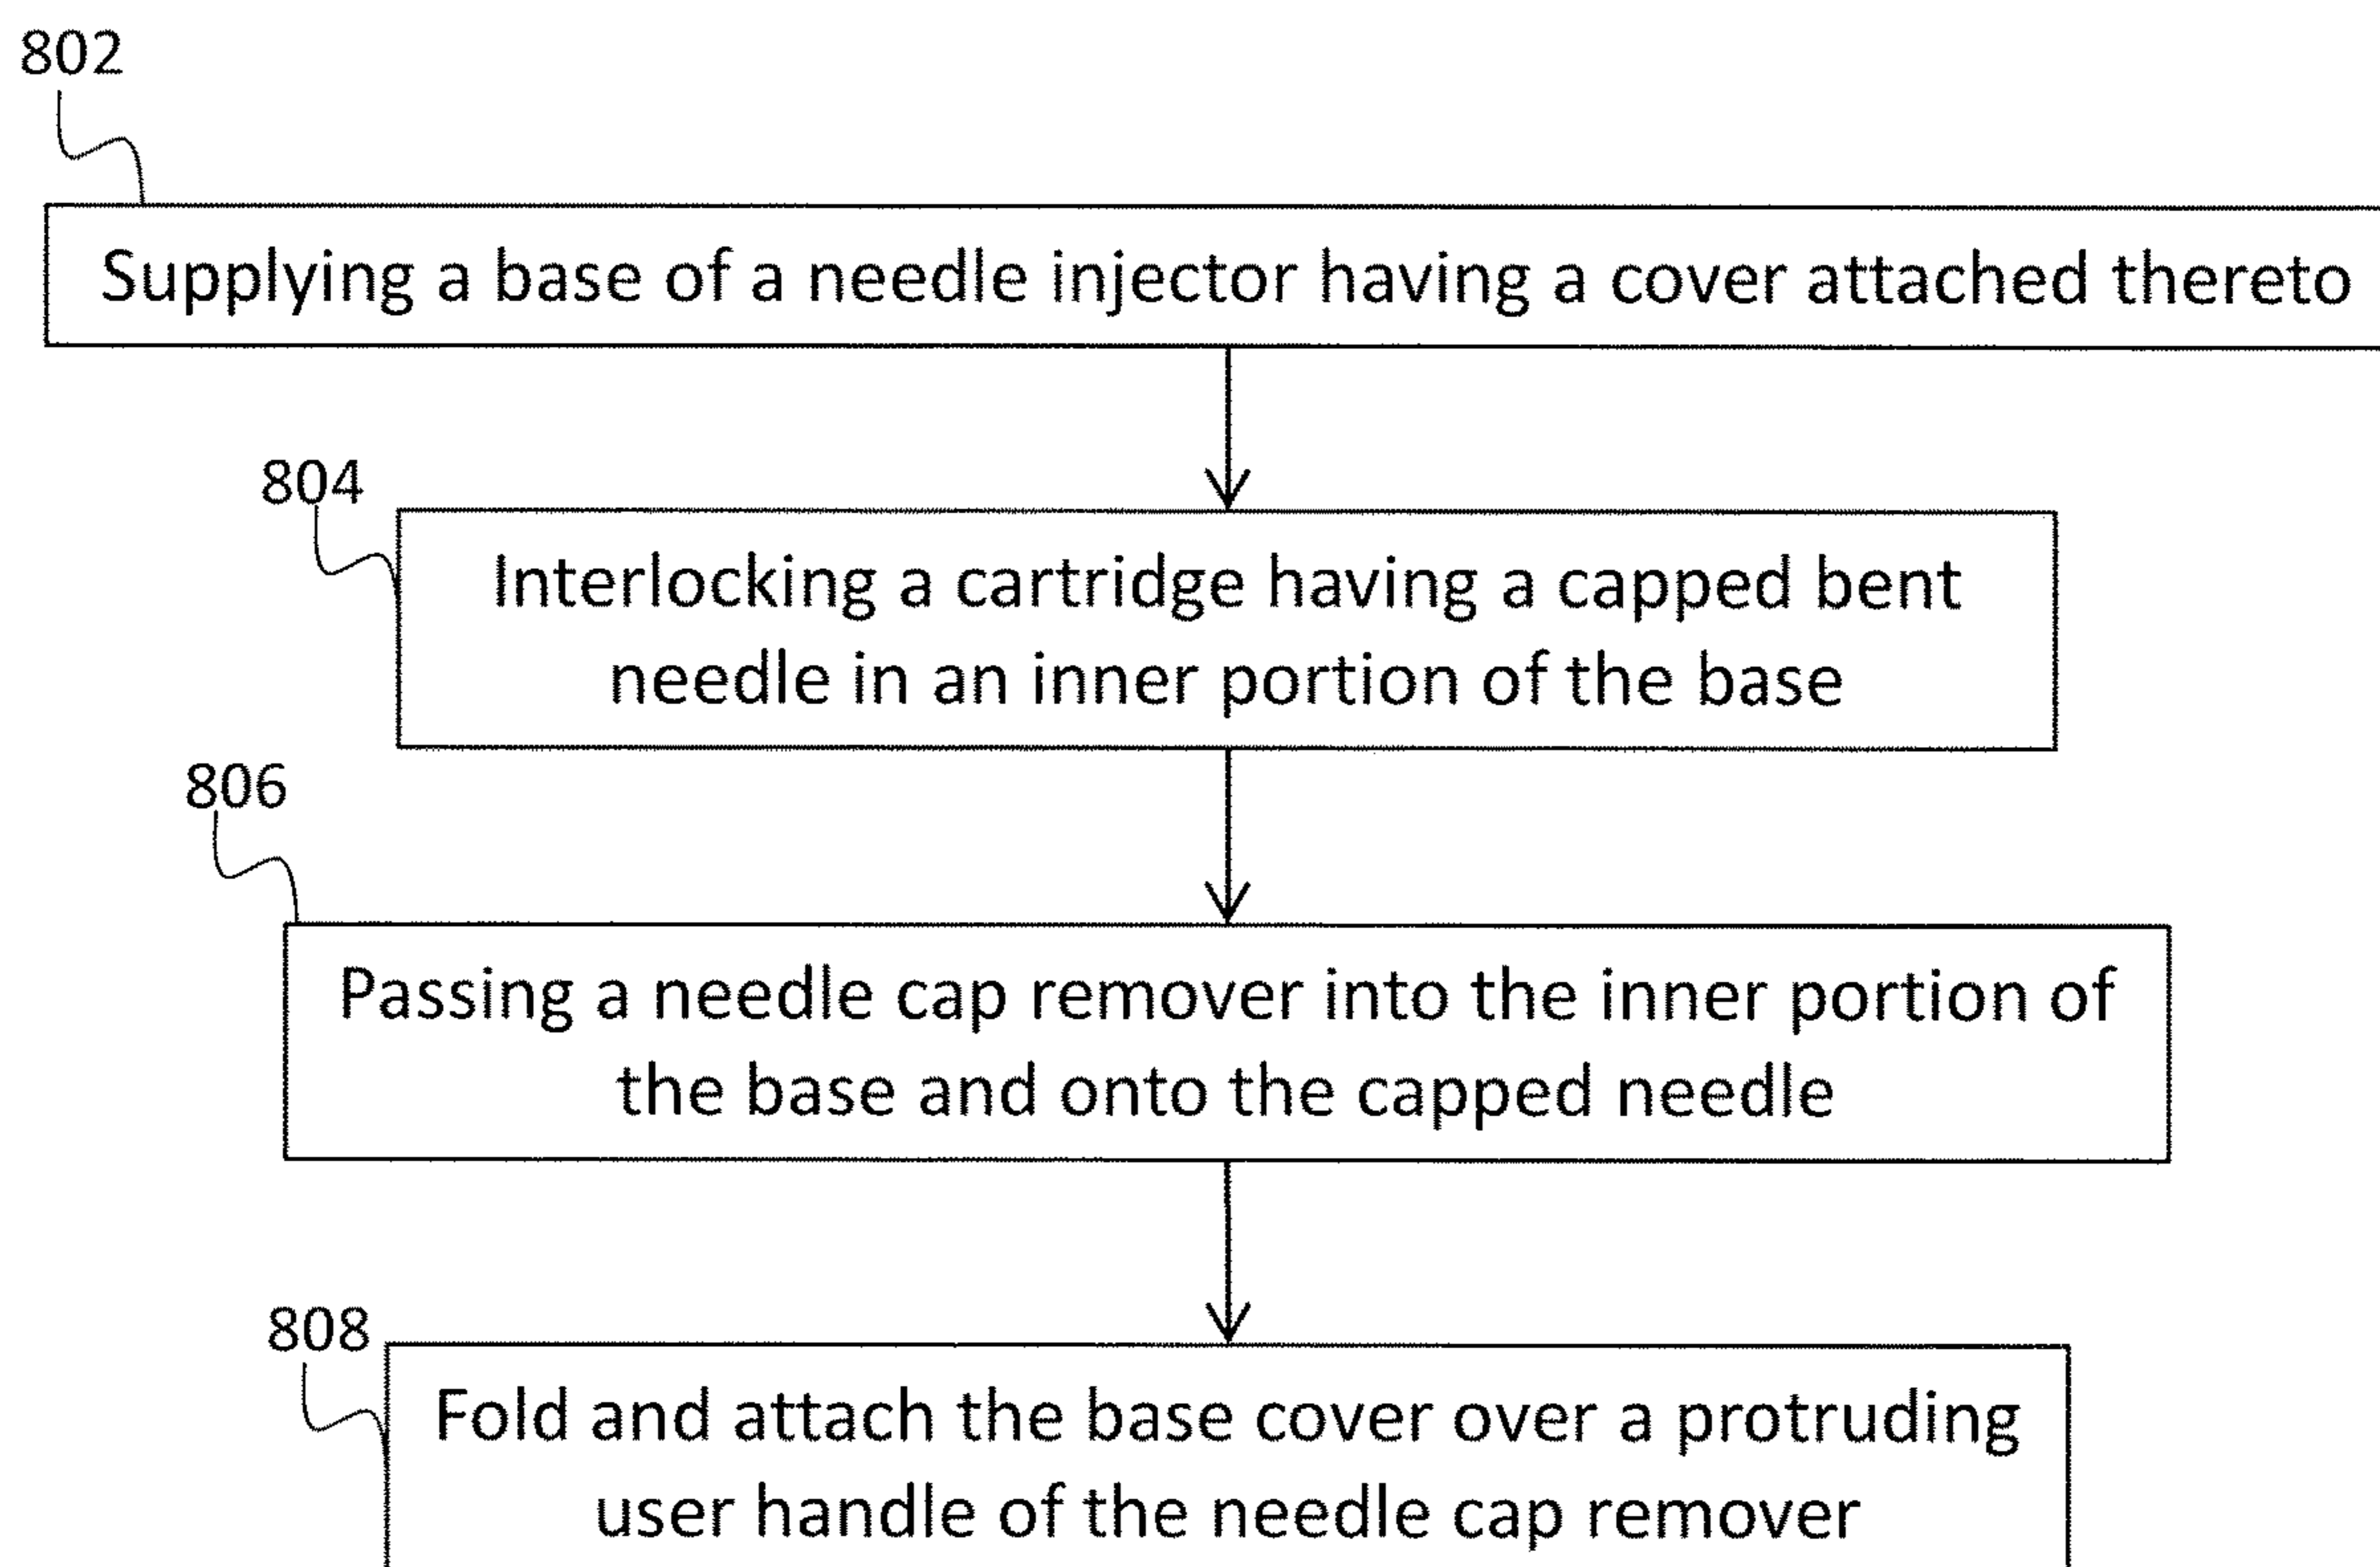 802
Supplying a base of a needle injector having a cover attached thereto
804
Interlocking a cartridge having a capped bent
needle in an inner portion of the base
806
Passing a needle cap remover into the inner portion of
the base and onto the capped needle
808
Fold and attach the base cover over a protruding
user handle of the needle cap remover